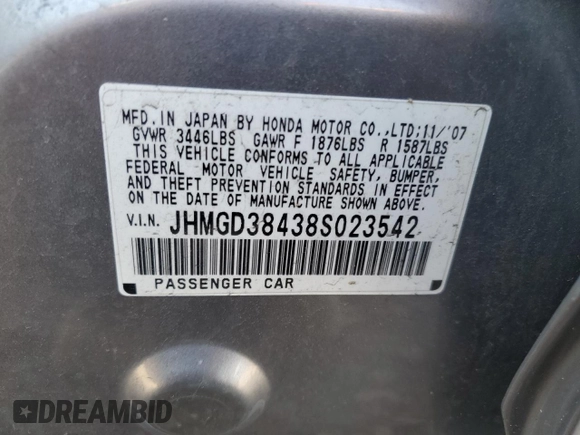 MFD. IN JAPAN BY HONDA MOTOR CO.,LTD;11/'07
GVWR 3446LBS GAWR F 1876LBS R 1587LBS
THIS VEHICLE CONFORMS TO ALL APPLICABLE
FEDERAL MOTOR VEHICLE SAFETY, BUMPER,
AND THEFT PREVENTION STANDARDS IN EFFECT
ON THE DATE OF MANUFACTURE SHOWN ABOVE.
V.I.N. JHMGD38438S023542
PASSENGER CAR
DREAMBID